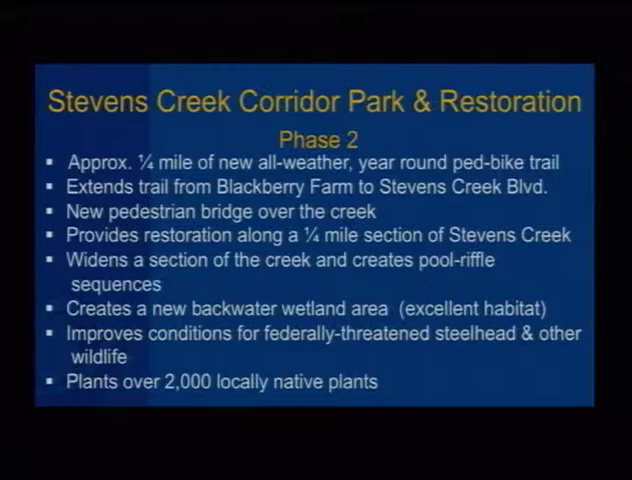 Stevens Creek Corridor Park & Restoration
Phase 2
▪ Approx. ¼ mile of new all-weather, year round ped-bike trail
▪ Extends trail from Blackberry Farm to Stevens Creek Blvd.
▪ New pedestrian bridge over the creek
▪ Provides restoration along a ¼ mile section of Stevens Creek
▪ Widens a section of the creek and creates pool-riffle
sequences
▪ Creates a new backwater wetland area (excellent habitat)
▪ Improves conditions for federally-threatened steelhead & other
wildlife
▪ Plants over 2,000 locally native plants